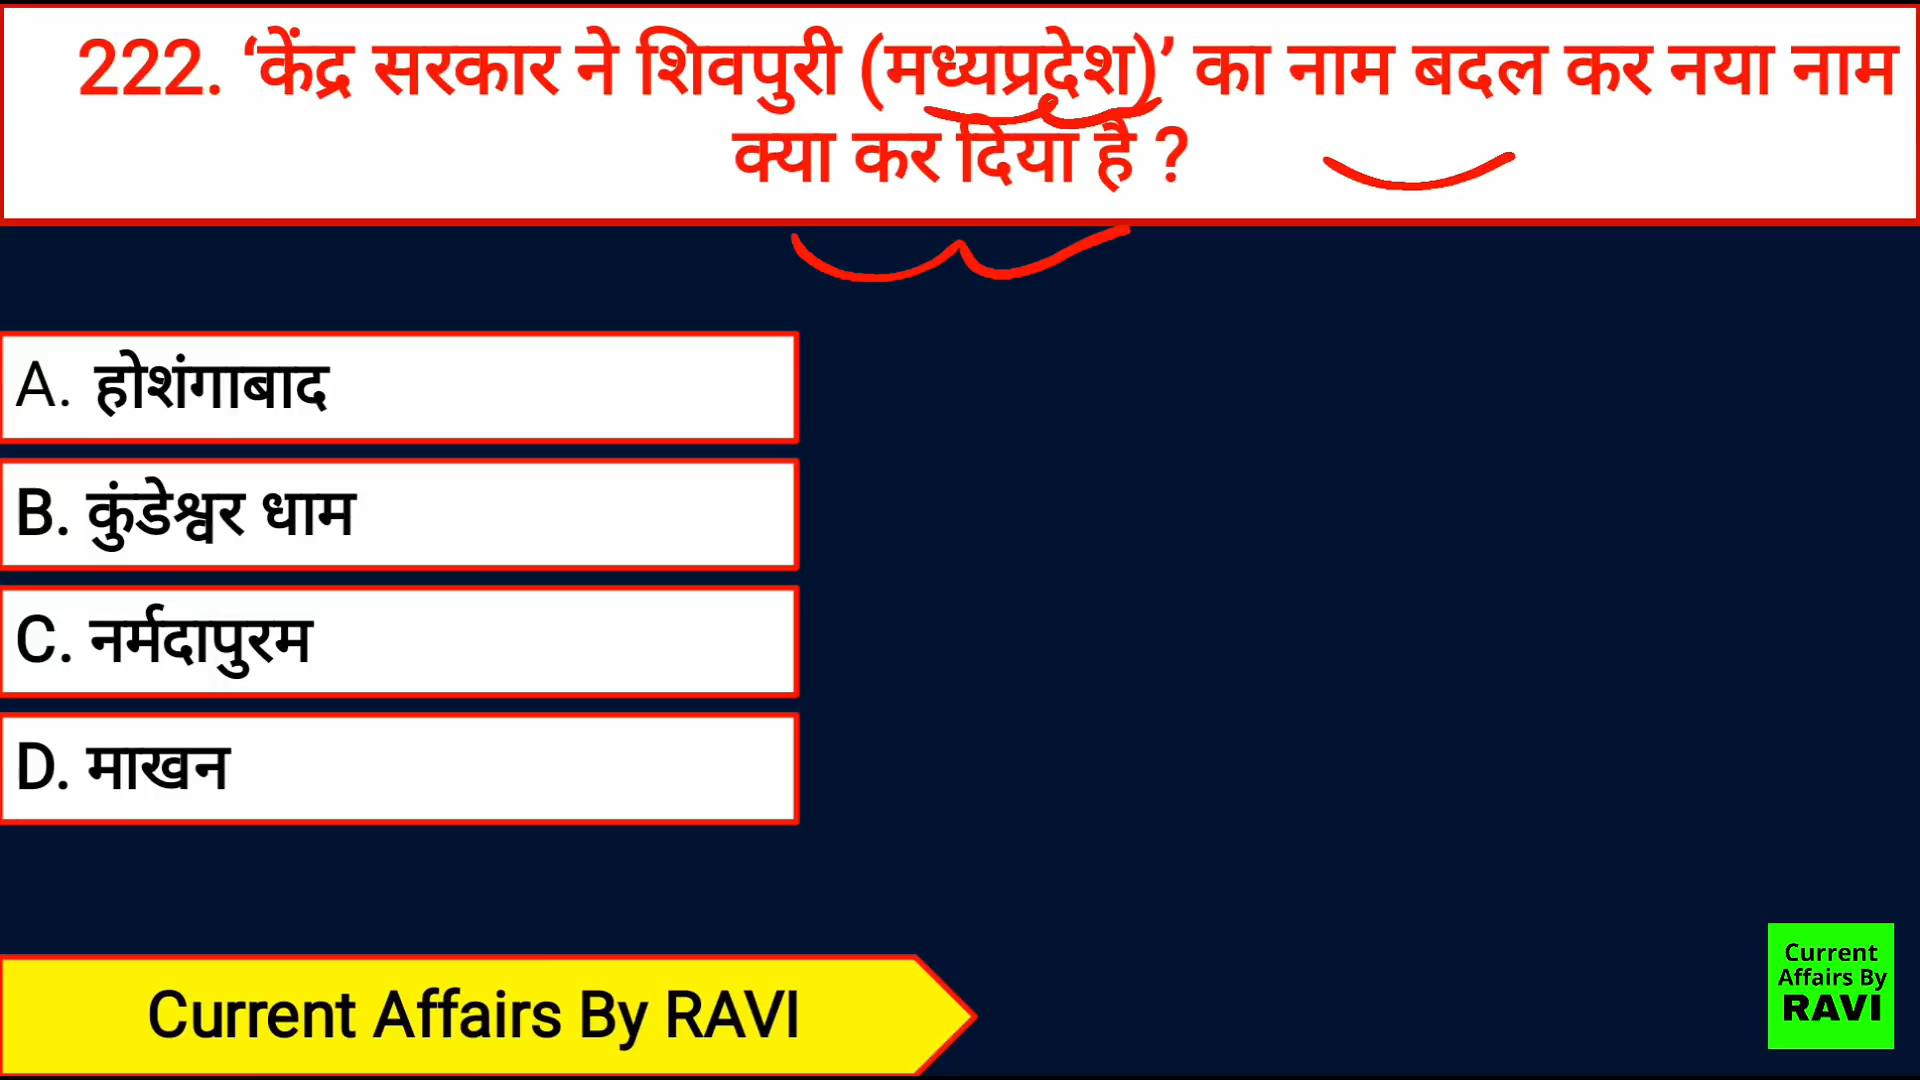 222. ‘केंद्र सरकार ने शिवपुरी (मध्यप्रदेश)’ का नाम बदल कर नया नाम
क्या कर दिया है ?
A. होशंगाबाद
B. कुंडेश्वर धाम
C. नर्मदापुरम
D. माखन
Current Affairs By RAVI
Current
Affairs By
RAVI